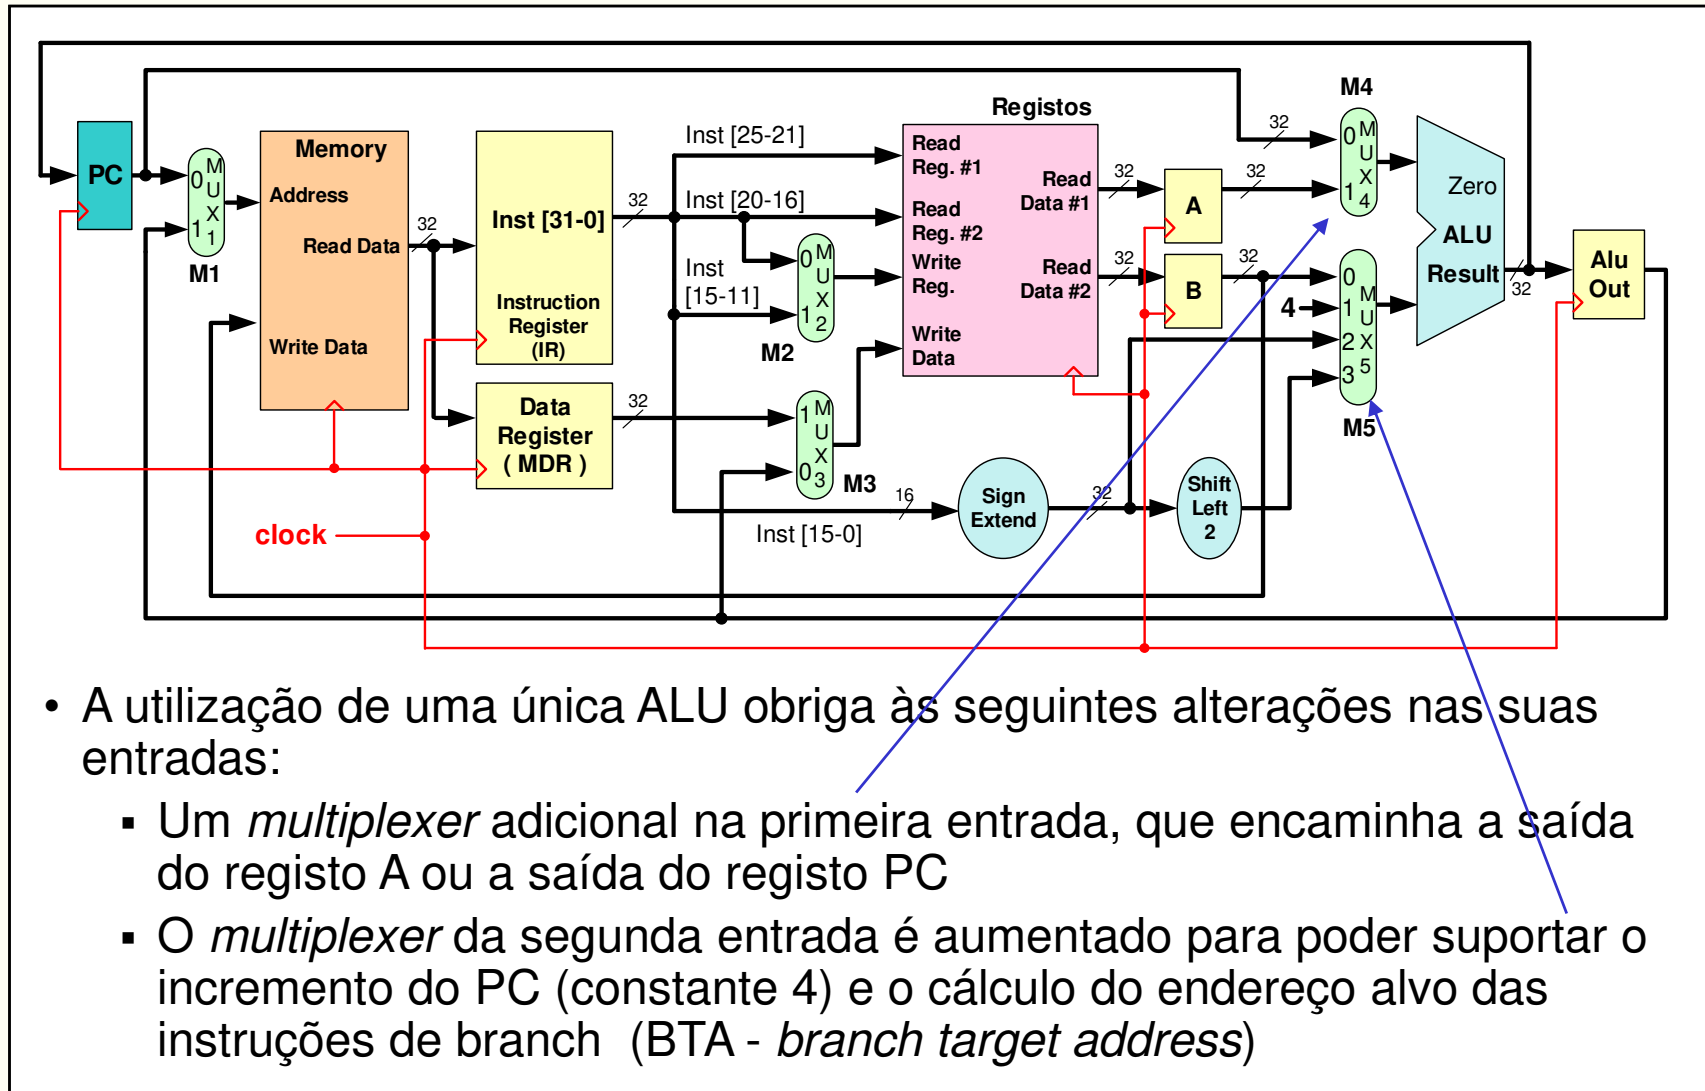 PC
0
1
MUX1
M1
Memory
Address
Read Data
Write Data
32
Inst [31-0]
Instruction
Register
(IR)
Data
Register
( MDR )
32
32
clock
Inst [25-21]
Inst [20-16]
Inst
[15-11]
0
1
MUX2
M2
1
0
MUX3
M3
16
Inst [15-0]
Registos
Read
Reg. #1
Read
Reg. #2
Write
Reg.
Write
Data
Read
Data #1
Read
Data #2
32
32
A
B
32
32
Sign
Extend
32
Shift
Left
2
32
M4
0
1
MUX4
4
0
1
2
3
MUX5
M5
Zero
ALU
Result
32
Alu
Out
• A utilização de uma única ALU obriga às seguintes alterações nas suas
entradas:
▪ Um multiplexer adicional na primeira entrada, que encaminha a saída
do registo A ou a saída do registo PC
▪ O multiplexer da segunda entrada é aumentado para poder suportar o
incremento do PC (constante 4) e o cálculo do endereço alvo das
instruções de branch (BTA - branch target address)